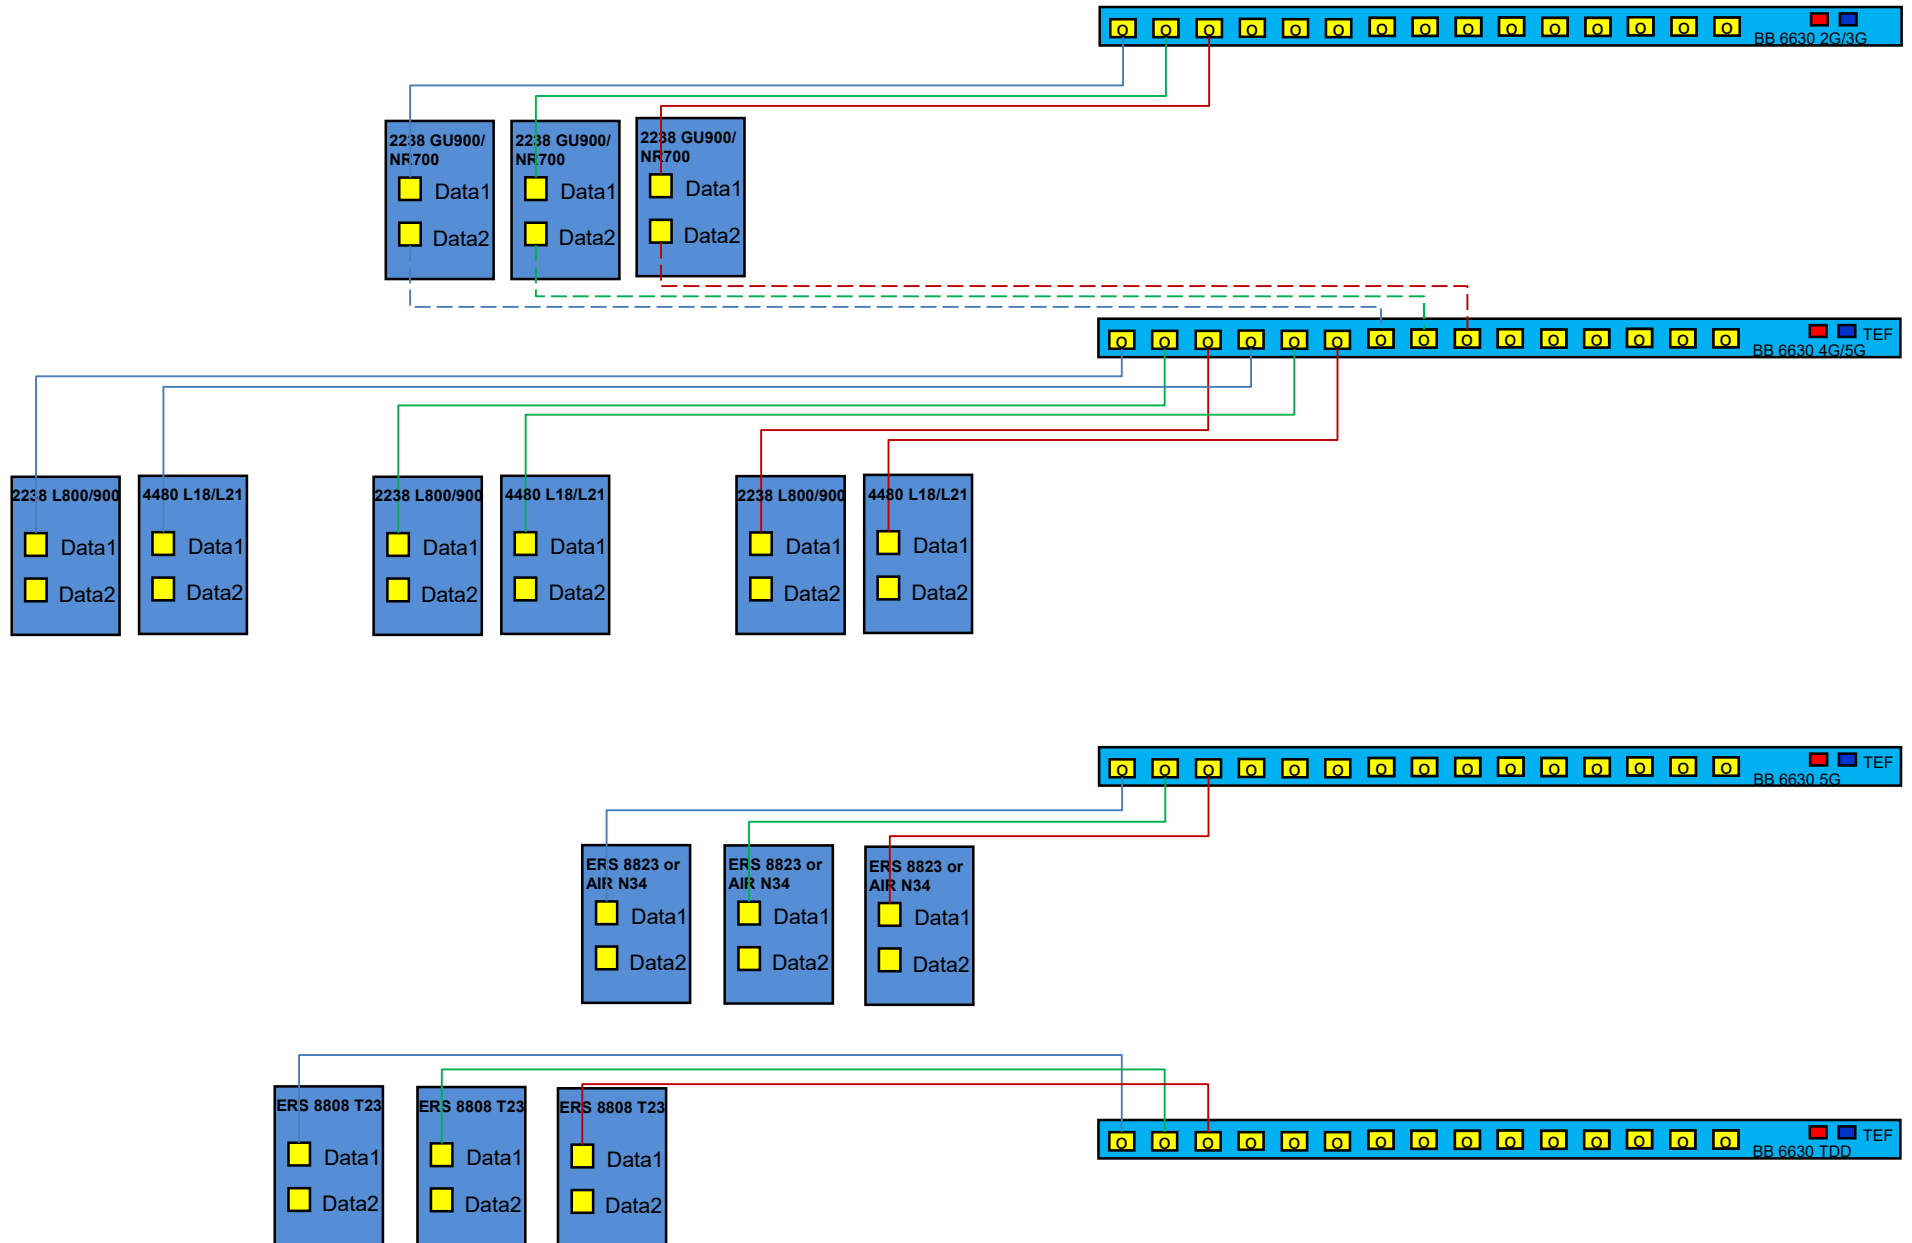 O O O O O O O O O O O O O O O
BB 6630 2G/3G
2238 GU900/
NR700
Data1
Data2
2238 GU900/
NR700
Data1
Data2
2238 GU900/
NR700
Data1
Data2
O O O O O O O O O O O O O O O
TEF
BB 6630 4G/5G
2238 L800/900
Data1
Data2
4480 L18/L21
Data1
Data2
2238 L800/900
Data1
Data2
4480 L18/L21
Data1
Data2
2238 L800/900
Data1
Data2
4480 L18/L21
Data1
Data2
O O O O O O O O O O O O O O O
TEF
BB 6630 5G
ERS 8823 or
AIR N34
Data1
Data2
ERS 8823 or
AIR N34
Data1
Data2
ERS 8823 or
AIR N34
Data1
Data2
ERS 8808 T23
Data1
Data2
ERS 8808 T23
Data1
Data2
ERS 8808 T23
Data1
Data2
O O O O O O O O O O O O O O O
TEF
BB 6630 TDD